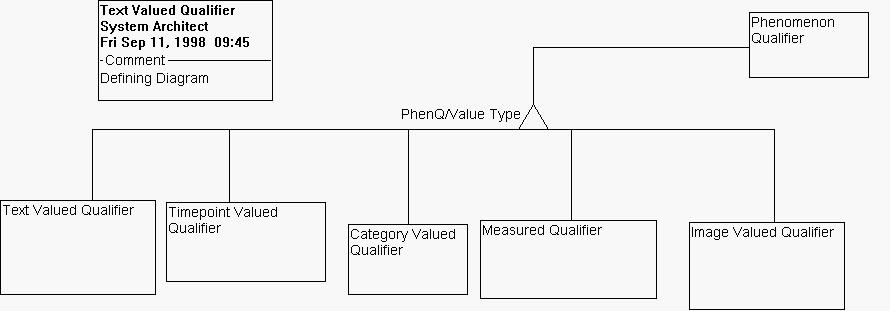 Text Valued Qualifier
System Architect
Fri Sep 11, 1998  09:45
Comment
Defining Diagram
Phenomenon
Qualifier
PhenQ/Value Type
Text Valued Qualifier
Timepoint Valued
Qualifier
Category Valued
Qualifier
Measured Qualifier
Image Valued Qualifier